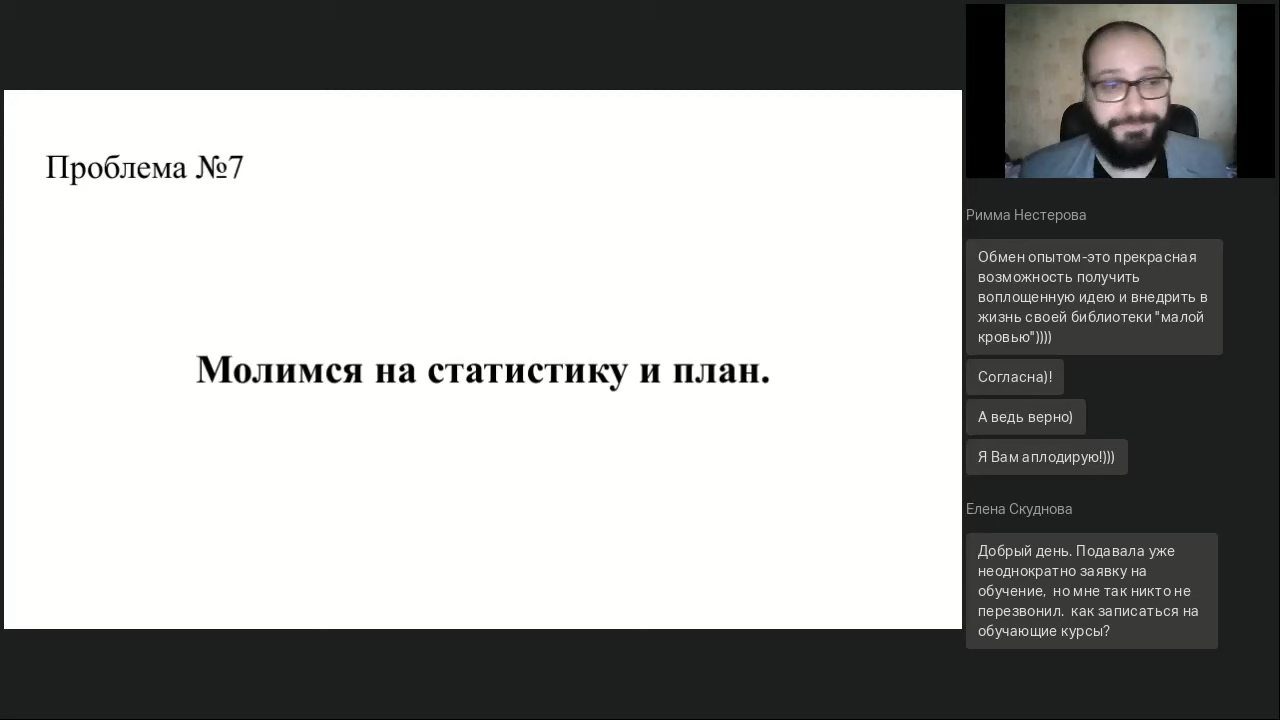 Проблема №7
Молимся на статистику и план.
Римма Нестерова
Обмен опытом-это прекрасная
возможность получить
воплощенную идею и внедрить в
жизнь своей библиотеки "малой
кровью"))))
Согласна)!
А ведь верно)
Я Вам аплодирую!)))
Елена Скуднова
Добрый день. Подавала уже
неоднократно заявку на
обучение,  но мне так никто не
перезвонил.  как записаться на
обучающие курсы?